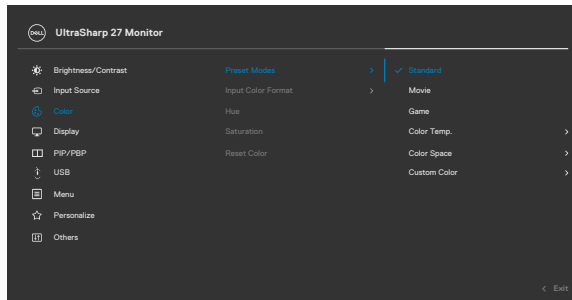 DELL UltraSharp 27 Monitor
Brightness/Contrast Preset Modes > ✓ Standard
Input Source Input Color Format > Movie
Color Hue Game
Display Saturation Color Temp. >
PIP/PBP Reset Color Color Space >
USB Custom Color >
Menu
Personalize
Others
< Exit